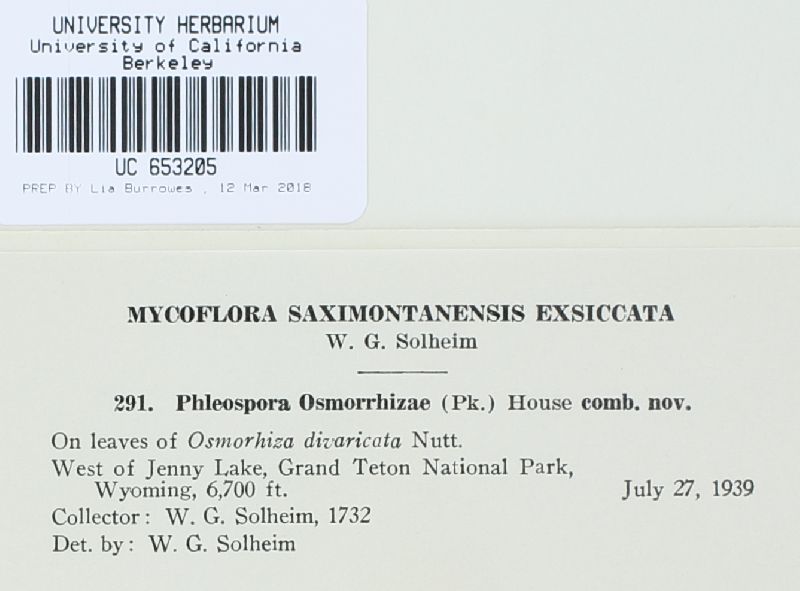 UNIVERSITY HERBARIUM
University of California
Berkeley
UC 653205
PREP BY Lia Burrowes , 12 Mar 2018
MYCOFLORA SAXIMONTANENSIS EXSICCATA
W. G. Solheim
291. Phleospora Osmorrhizae (Pk.) House comb. nov.
On leaves of Osmorhiza divaricata Nutt.
West of Jenny Lake, Grand Teton National Park,
Wyoming, 6,700 ft. July 27, 1939
Collector: W. G. Solheim, 1732
Det. by: W. G. Solheim